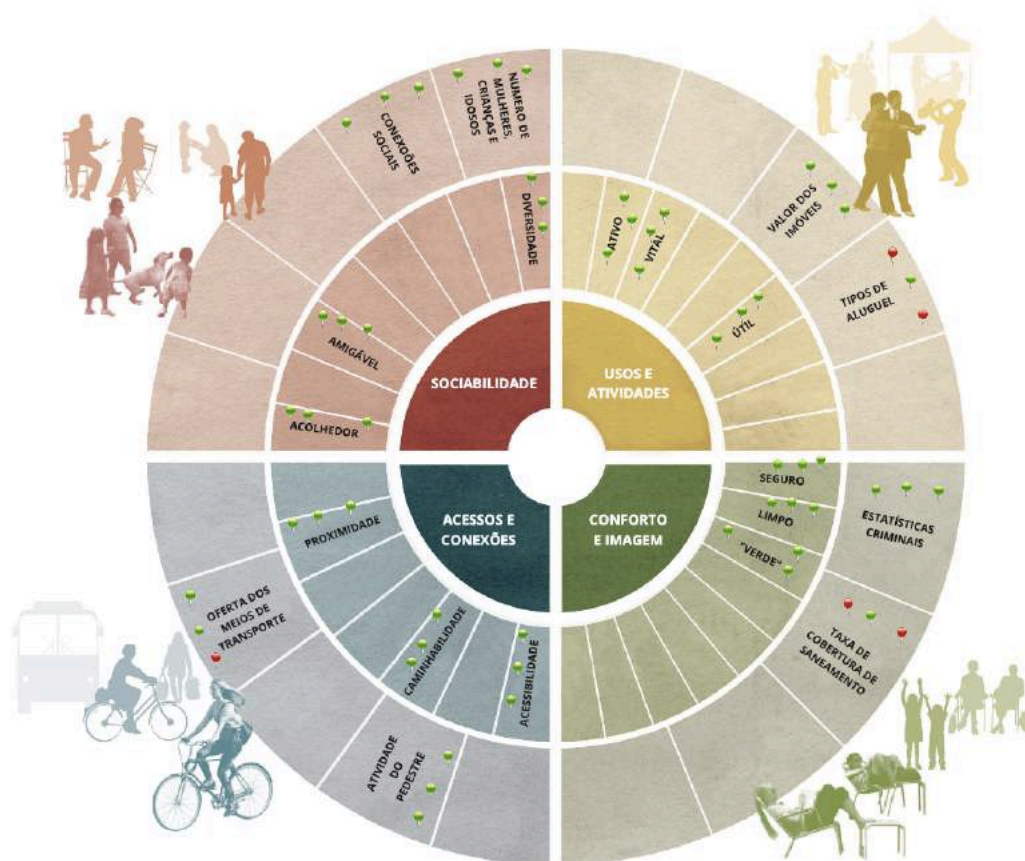 NUMERO DE
MULHERES,
CRIANÇAS E
IDOSOS
CONEXÕES
SOCIAIS
DIVERSIDADE
AMIGÁVEL
ACOLHEDOR
SOCIABILIDADE
ATIVO
VITAL
VALOR DOS
IMÓVEIS
TIPOS DE
ALUGUEL
ÚTIL
USOS E
ATIVIDADES
ACESSOS E
CONEXÕES
PROXIMIDADE
OFERTA DOS
MEIOS DE
TRANSPORTE
CAMINHABILIDADE
ACESSIBILIDADE
ATIVIDADE
DO
PEDESTRE
CONFORTO
E IMAGEM
SEGURO
LIMPO
"VERDE"
ESTATÍSTICAS
CRIMINAIS
TAXA DE
COBERTURA DE
SANEAMENTO